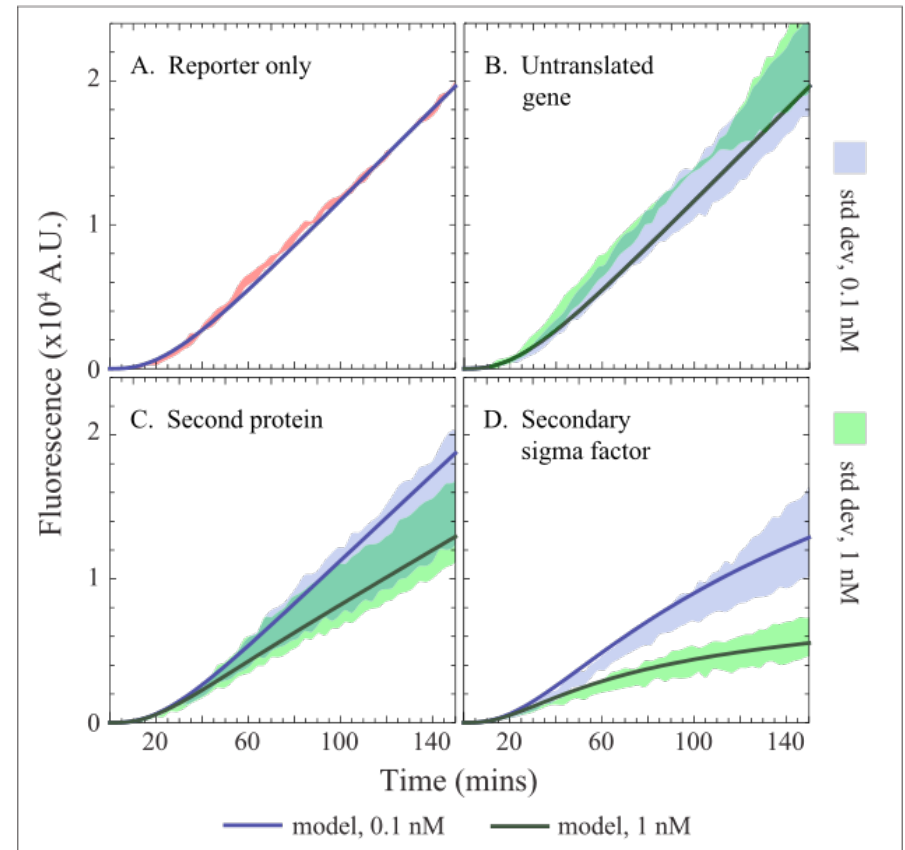 A. Reporter only
B. Untranslated
gene
2
1
0
Fluorescence (x10⁴ A.U.)
std dev, 0.1 nM
C. Second protein
D. Secondary
sigma factor
2
1
0
std dev, 1 nM
20 60 100 140 20 60 100 140
Time (mins)
model, 0.1 nM model, 1 nM